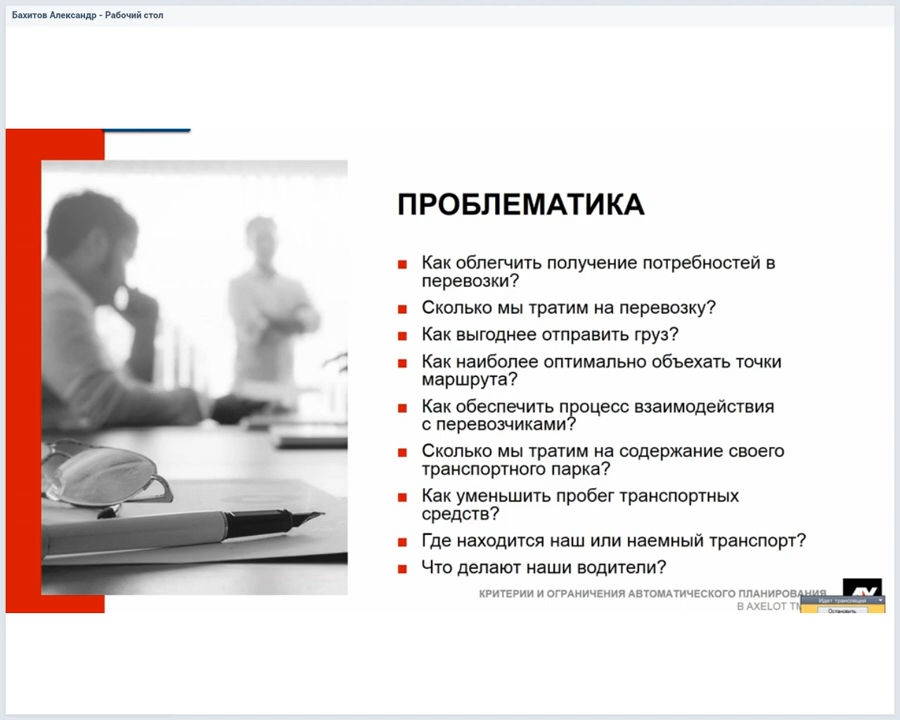 Бахитов Александр - Рабочий стол
ПРОБЛЕМАТИКА
Как облегчить получение потребностей в
перевозки?
Сколько мы тратим на перевозку?
Как выгоднее отправить груз?
Как наиболее оптимально объехать точки
маршрута?
Как обеспечить процесс взаимодействия
с перевозчиками?
Сколько мы тратим на содержание своего
транспортного парка?
Как уменьшить пробег транспортных
средств?
Где находится наш или наемный транспорт?
Что делают наши водители?
КРИТЕРИИ И ОГРАНИЧЕНИЯ АВТОМАТИЧЕСКОГО ПЛАНИРОВАНИЯ
Идет трансляция
В AXELOT
Остановить